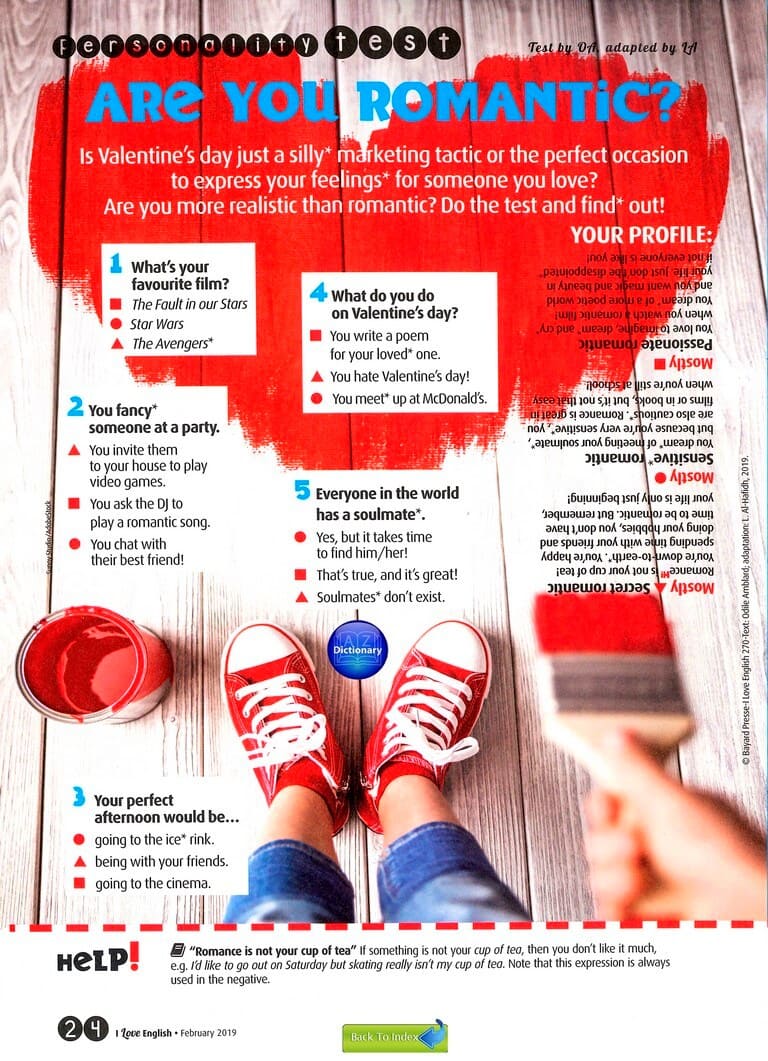 Personality test
Test by OA, adapted by LA
ARE YOU ROMANTiC?
Is Valentine's day just a silly* marketing tactic or the perfect occasion
to express your feelings* for someone you love?
Are you more realistic than romantic? Do the test and find* out!
1 What's your
favourite film?
■ The Fault in our Stars
● Star Wars
▲ The Avengers*
2 You fancy*
someone at a party.
▲ You invite them
to your house to play
video games.
■ You ask the DJ to
play a romantic song.
● You chat with
their best friend!
3 Your perfect
afternoon would be...
● going to the ice* rink.
▲ being with your friends.
■ going to the cinema.
4 What do you do
on Valentine's day?
■ You write a poem
for your loved* one.
▲ You hate Valentine's day!
● You meet* up at McDonald's.
5 Everyone in the world
has a soulmate*.
● Yes, but it takes time
to find him/her!
■ That's true, and it's great!
▲ Soulmates* don't exist.
YOUR PROFILE:
Mostly ▲ Secret romantic
Romance is not your cup of tea!
You're down-to-earth*. You're happy
spending time with your friends and
doing your hobbies, you don't have
time to be romantic. But remember,
your life is only just beginning!
Mostly ●
Sensitive* romantic
You dream* of meeting your soulmate*,
but because you're very sensitive*, you
are also cautious*. Romance is great in
films or in books, but it's not that easy
when you're still at school!
Mostly ■
Passionate romantic
You love to imagine, dream* and cry*
when you watch a romantic film!
You dream* of a more poetic world
and you want magic and beauty in
your life. Just don't be disappointed*
if not everyone is like you!
A Z
Dictionary
Sunny Studio/AdobeStock
© Bayard Presse-I Love English 270-Text: Odile Amblard; adaptation: L. Al-Hafidh, 2019.
HeLP!
"Romance is not your cup of tea" If something is not your cup of tea, then you don't like it much,
e.g. I'd like to go out on Saturday but skating really isn't my cup of tea. Note that this expression is always
used in the negative.
24 I Love English • February 2019
Back To Index